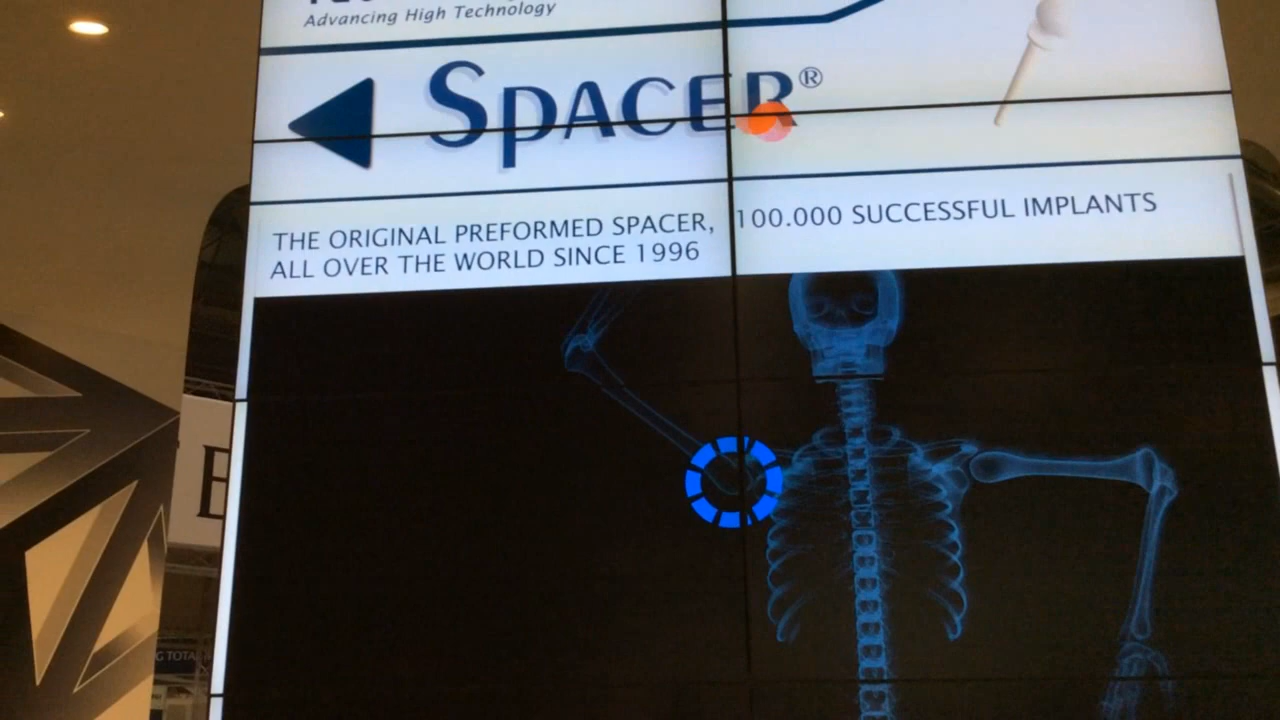 Advancing High Technology
SPACER®
THE ORIGINAL PREFORMED SPACER, 100.000 SUCCESSFUL IMPLANTS
ALL OVER THE WORLD SINCE 1996